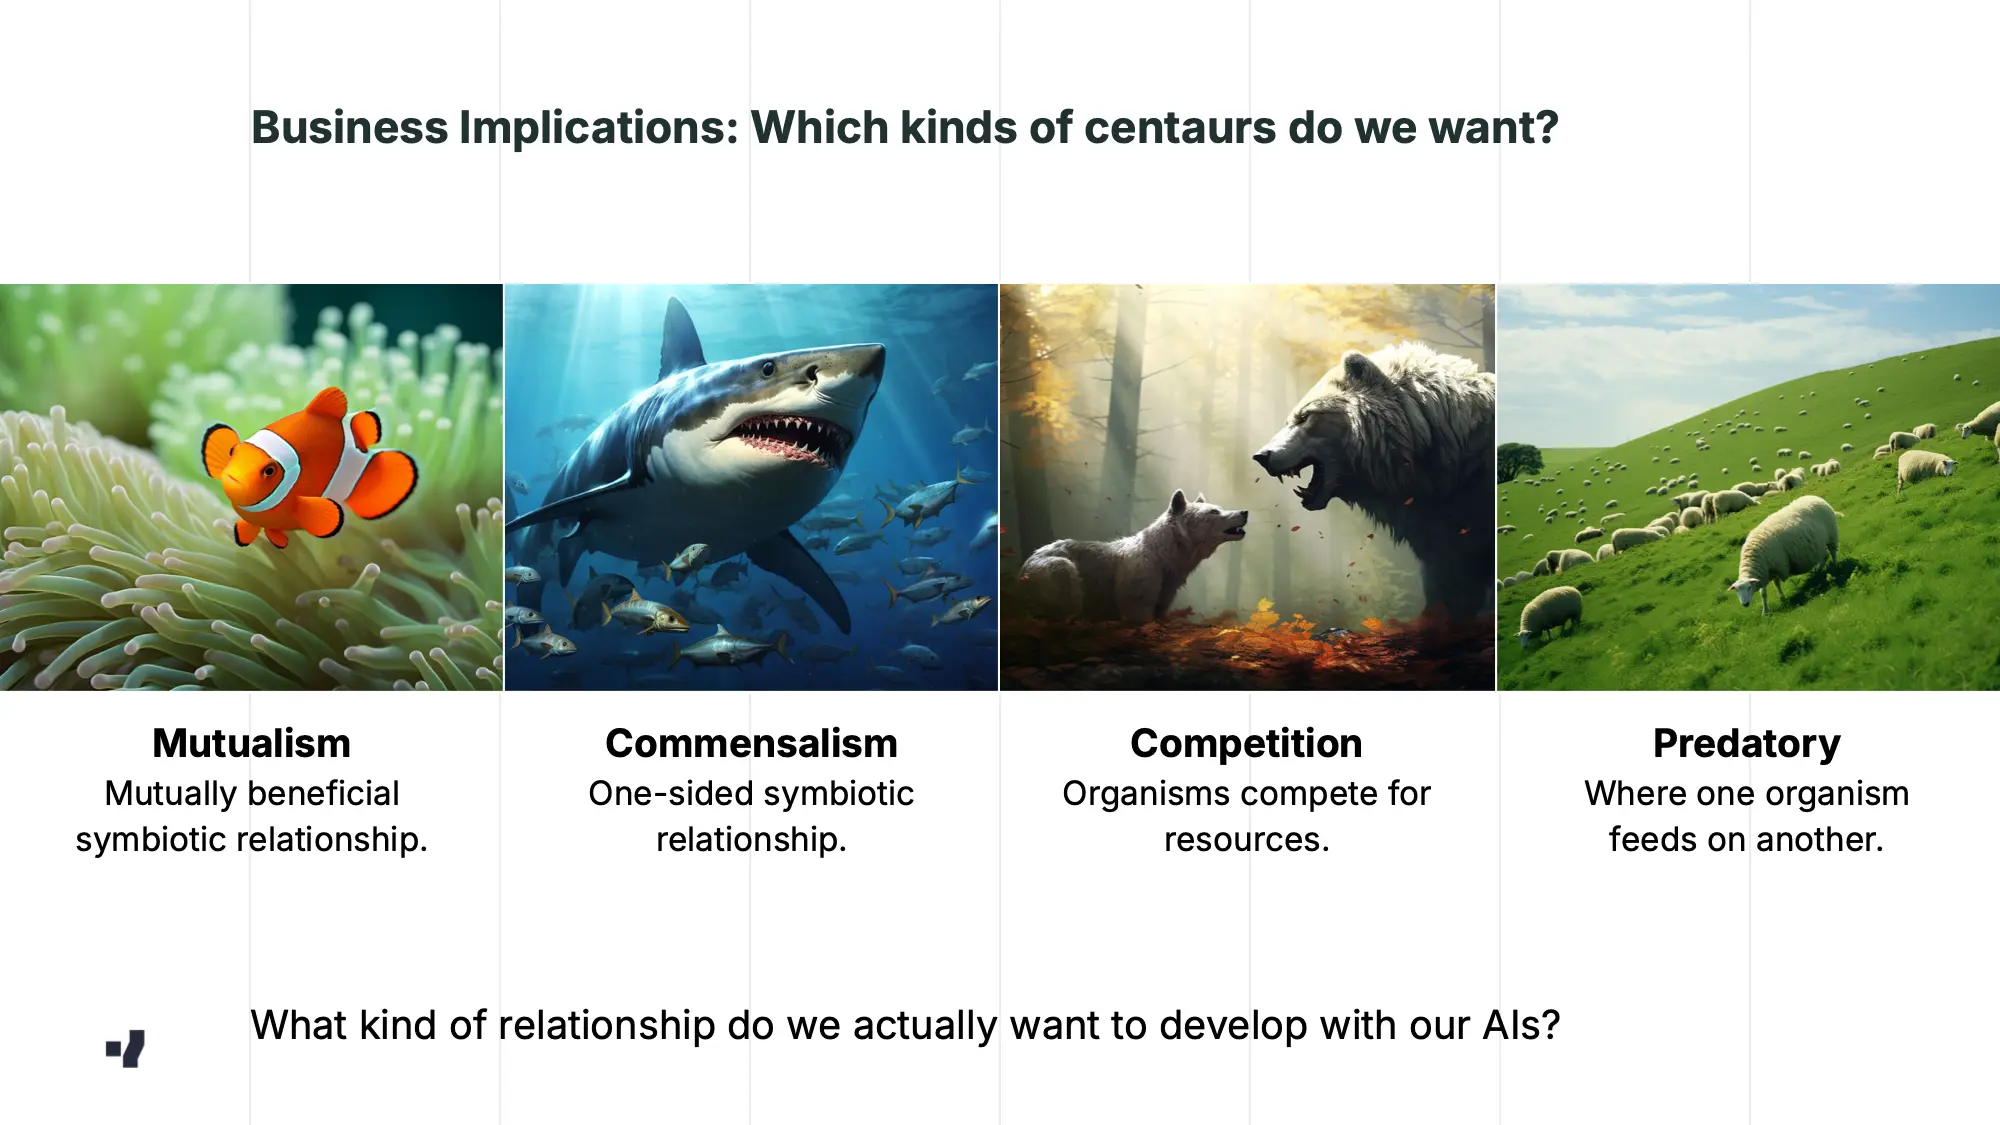 Business Implications: Which kinds of centaurs do we want?
Mutualism
Mutually beneficial
symbiotic relationship.
Commensalism
One-sided symbiotic
relationship.
Competition
Organisms compete for
resources.
Predatory
Where one organism
feeds on another.
What kind of relationship do we actually want to develop with our AIs?